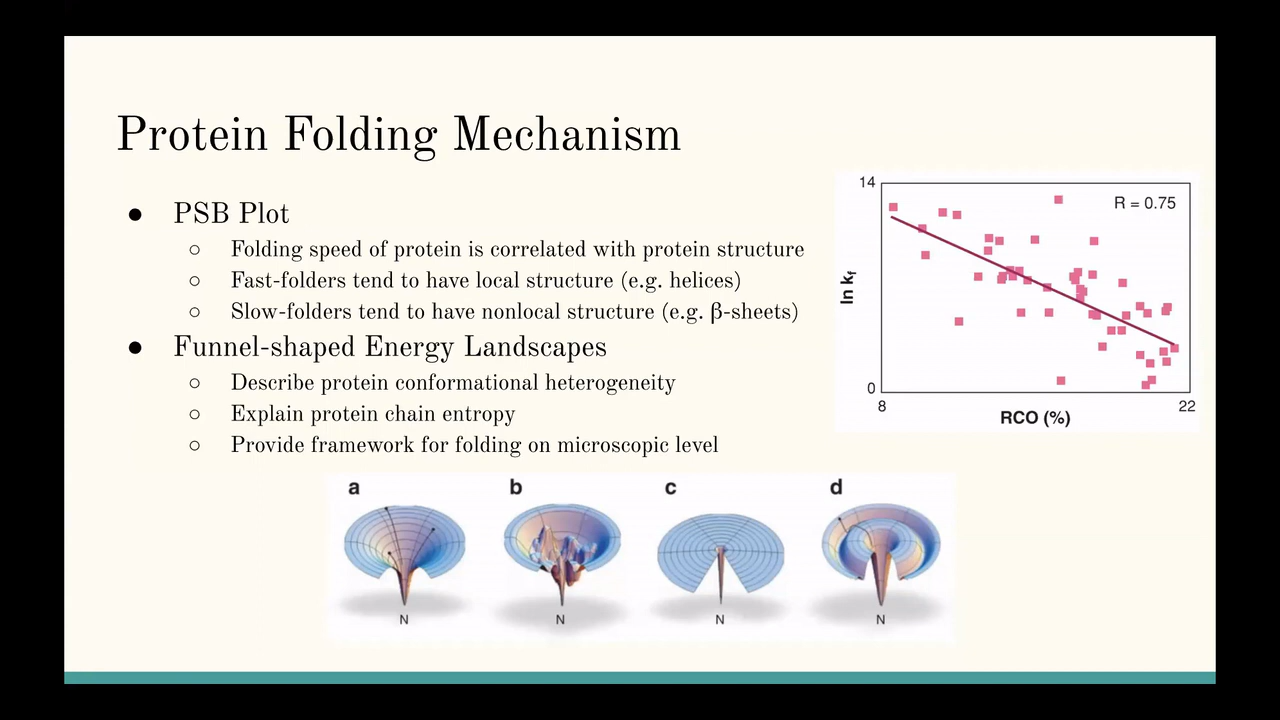 Protein Folding Mechanism
● PSB Plot
○ Folding speed of protein is correlated with protein structure
○ Fast-folders tend to have local structure (e.g. helices)
○ Slow-folders tend to have nonlocal structure (e.g. β-sheets)
● Funnel-shaped Energy Landscapes
○ Describe protein conformational heterogeneity
○ Explain protein chain entropy
○ Provide framework for folding on microscopic level
14
R = 0.75
ln kf
0
8
22
RCO (%)
a b c d
N N N N